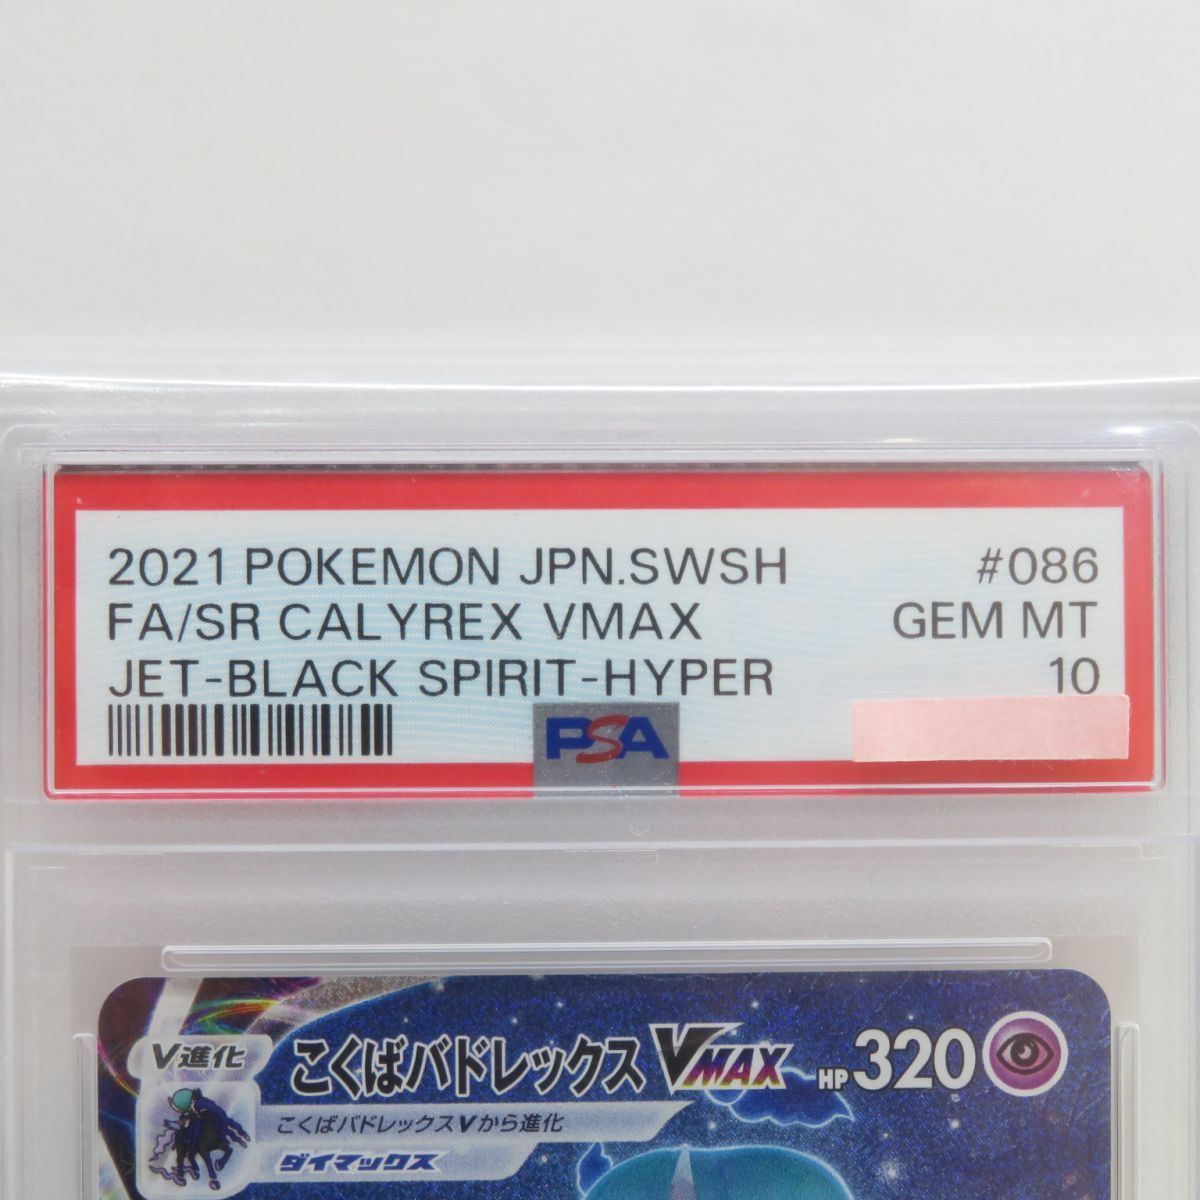 2021 POKEMON JPN.SWSH #086
FA/SR CALYREX VMAX GEM MT
JET-BLACK SPIRIT-HYPER 10
PSA
V進化 こくばバドレックス VMAX HP 320
こくばバドレックスVから進化
ダイマックス